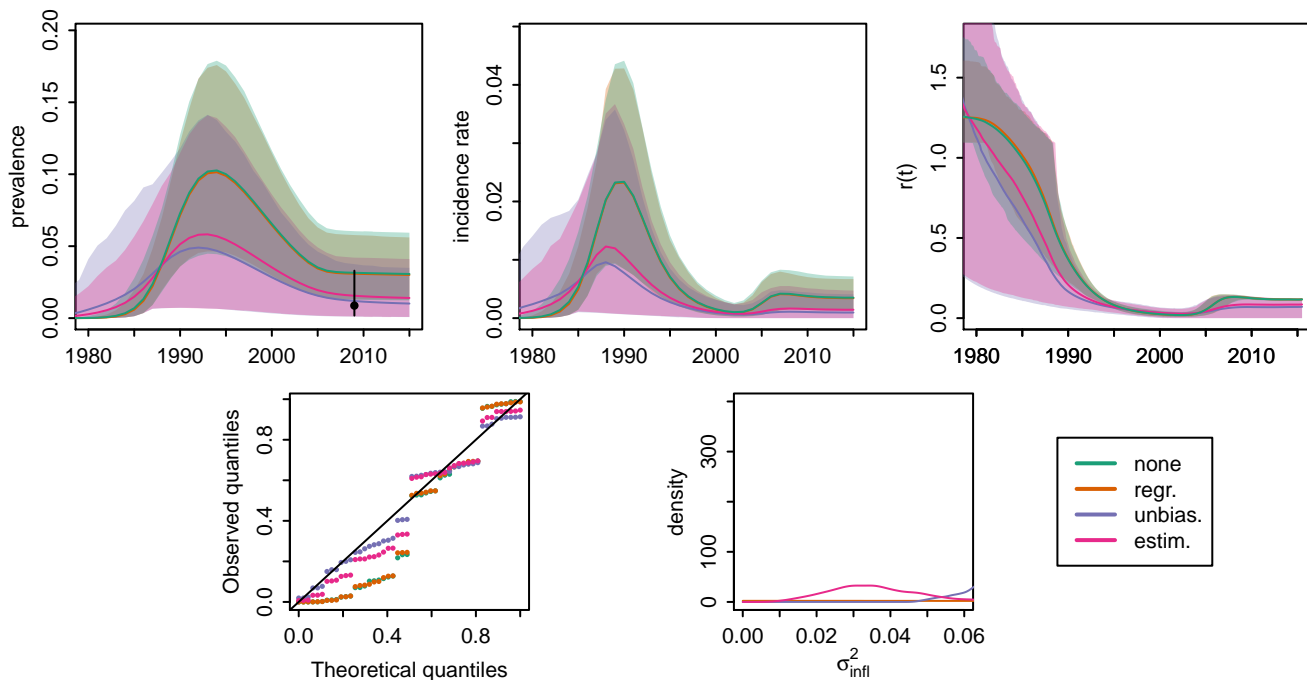 prevalence
0.00 0.05 0.10 0.15 0.20
1980 1990 2000 2010
incidence rate
0.00 0.02 0.04
1980 1990 2000 2010
r(t)
0.0 0.5 1.0 1.5
1980 1990 2000 2010
Observed quantiles
0.0 0.4 0.8
0.0 0.4 0.8
Theoretical quantiles
density
0 100 300
0.00 0.02 0.04 0.06
σ²infl
none
regr.
unbias.
estim.